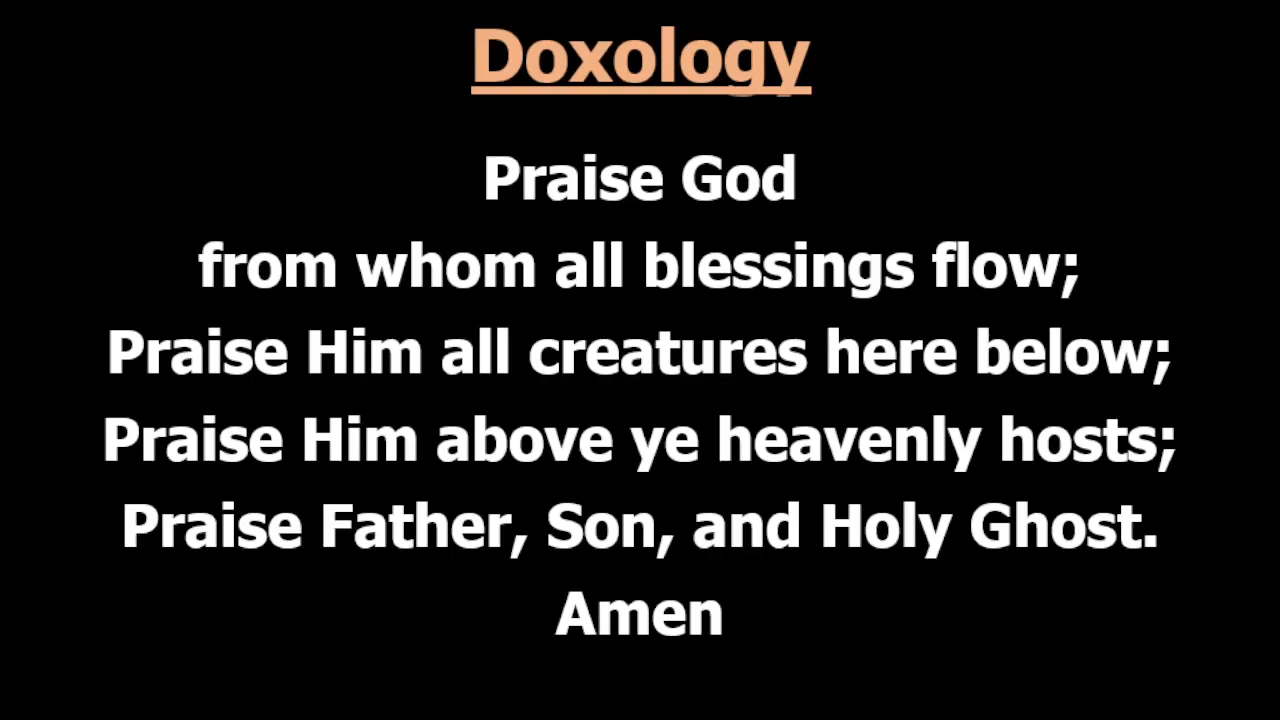 Doxology
Praise God
from whom all blessings flow;
Praise Him all creatures here below;
Praise Him above ye heavenly hosts;
Praise Father, Son, and Holy Ghost.
Amen